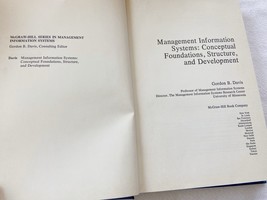 McGRAW-HILL SERIES IN MANAGEMENT
INFORMATION SYSTEMS
Gordon B. Davis, Consulting Editor
Davis · Management Information Systems:
Conceptual Foundations, Structure,
and Development
Management Information
Systems: Conceptual
Foundations, Structure,
and Development
Gordon B. Davis
Professor of Management Information Systems
Director, The Management Information Systems Research Center
University of Minnesota
McGraw-Hill Book Company